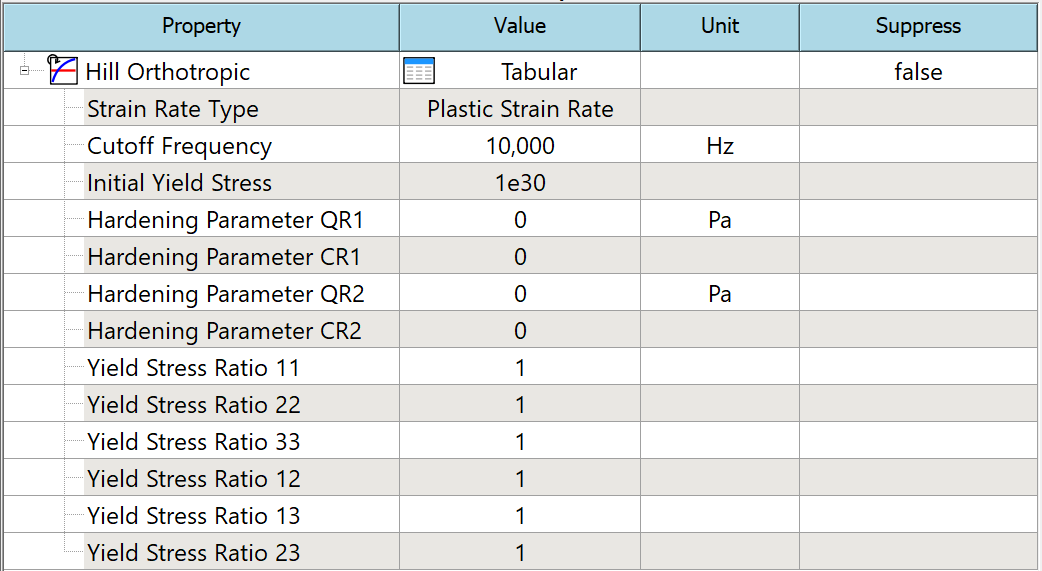 Property Value Unit Suppress
Hill Orthotropic Tabular false
Strain Rate Type Plastic Strain Rate
Cutoff Frequency 10,000 Hz
Initial Yield Stress 1e30
Hardening Parameter QR1 0 Pa
Hardening Parameter CR1 0
Hardening Parameter QR2 0 Pa
Hardening Parameter CR2 0
Yield Stress Ratio 11 1
Yield Stress Ratio 22 1
Yield Stress Ratio 33 1
Yield Stress Ratio 12 1
Yield Stress Ratio 13 1
Yield Stress Ratio 23 1